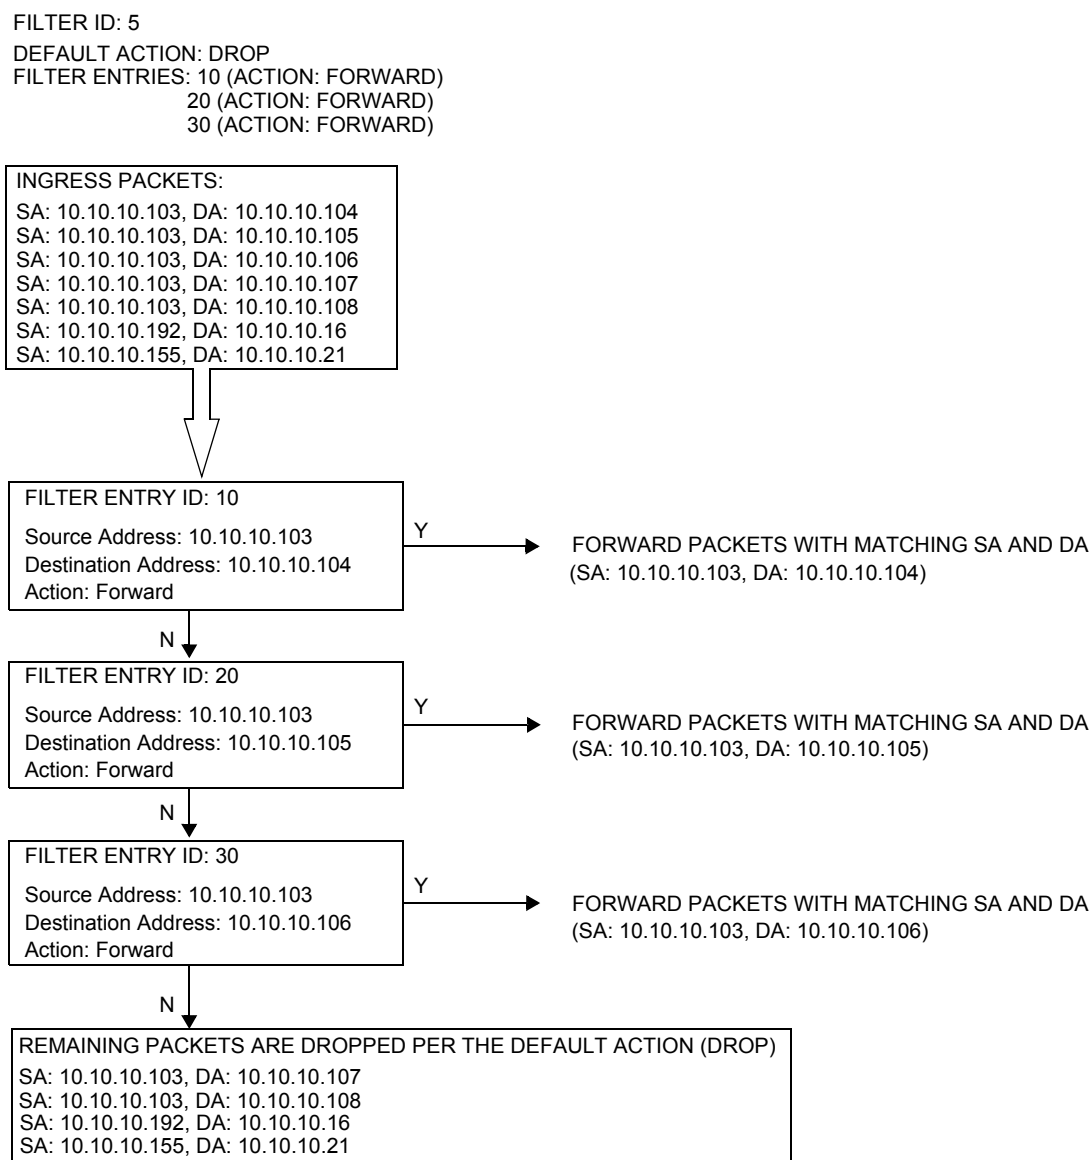 FILTER ID: 5
DEFAULT ACTION: DROP
FILTER ENTRIES: 10 (ACTION: FORWARD)
20 (ACTION: FORWARD)
30 (ACTION: FORWARD)
INGRESS PACKETS:
SA: 10.10.10.103, DA: 10.10.10.104
SA: 10.10.10.103, DA: 10.10.10.105
SA: 10.10.10.103, DA: 10.10.10.106
SA: 10.10.10.103, DA: 10.10.10.107
SA: 10.10.10.103, DA: 10.10.10.108
SA: 10.10.10.192, DA: 10.10.10.16
SA: 10.10.10.155, DA: 10.10.10.21
FILTER ENTRY ID: 10
Source Address: 10.10.10.103
Destination Address: 10.10.10.104
Action: Forward
Y
FORWARD PACKETS WITH MATCHING SA AND DA
(SA: 10.10.10.103, DA: 10.10.10.104)
N
FILTER ENTRY ID: 20
Source Address: 10.10.10.103
Destination Address: 10.10.10.105
Action: Forward
Y
FORWARD PACKETS WITH MATCHING SA AND DA
(SA: 10.10.10.103, DA: 10.10.10.105)
N
FILTER ENTRY ID: 30
Source Address: 10.10.10.103
Destination Address: 10.10.10.106
Action: Forward
Y
FORWARD PACKETS WITH MATCHING SA AND DA
(SA: 10.10.10.103, DA: 10.10.10.106)
N
REMAINING PACKETS ARE DROPPED PER THE DEFAULT ACTION (DROP)
SA: 10.10.10.103, DA: 10.10.10.107
SA: 10.10.10.103, DA: 10.10.10.108
SA: 10.10.10.192, DA: 10.10.10.16
SA: 10.10.10.155, DA: 10.10.10.21